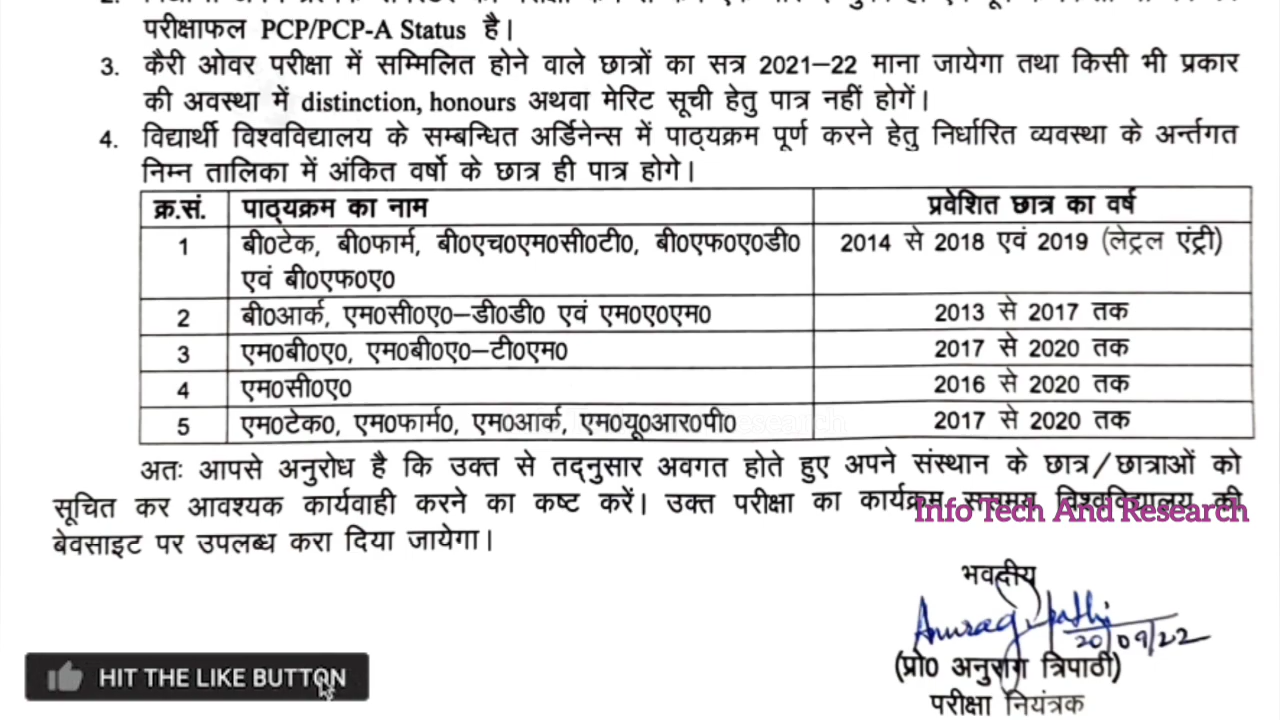 परीक्षाफल PCP/PCP-A Status है।
3. कैरी ओवर परीक्षा में सम्मिलित होने वाले छात्रों का सत्र 2021–22 माना जायेगा तथा किसी भी प्रकार
की अवस्था में distinction, honours अथवा मेरिट सूची हेतु पात्र नहीं होगें।
4. विद्यार्थी विश्वविद्यालय के सम्बन्धित अर्डिनेन्स में पाठ्यक्रम पूर्ण करने हेतु निर्धारित व्यवस्था के अर्न्तगत
निम्न तालिका में अंकित वर्षो के छात्र ही पात्र होगे।
क्र.सं. पाठ्यक्रम का नाम प्रवेशित छात्र का वर्ष
1 बी0टेक, बी0फार्म, बी0एच0एम0सी0टी0, बी0एफ0ए0डी0 2014 से 2018 एवं 2019 (लेट्रल एंट्री)
एवं बी0एफ0ए0
2 बी0आर्क, एम0सी0ए0–डी0डी0 एवं एम0ए0एम0 2013 से 2017 तक
3 एम0बी0ए0, एम0बी0ए0–टी0एम0 2017 से 2020 तक
4 एम0सी0ए0 2016 से 2020 तक
5 एम0टेक0, एम0फार्म0, एम0आर्क, एम0यू0आर0पी0 2017 से 2020 तक
अतः आपसे अनुरोध है कि उक्त से तद्नुसार अवगत होते हुए अपने संस्थान के छात्र/छात्राओं को
सूचित कर आवश्यक कार्यवाही करने का कष्ट करें। उक्त परीक्षा का कार्यक्रम विश्वविद्यालय की
Info Tech And Research
बेवसाइट पर उपलब्ध करा दिया जायेगा।
भवदीय
Anurag
20/09/22
(प्रो0 अनुराग त्रिपाठी)
परीक्षा नियंत्रक
HIT THE LIKE BUTTON